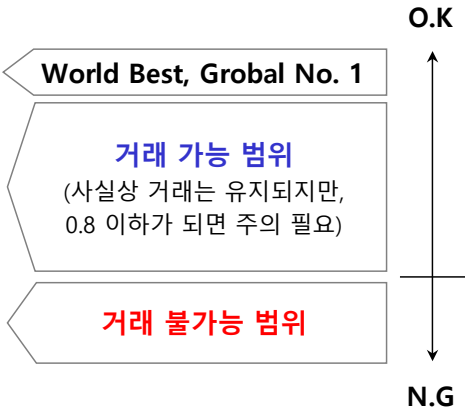 O.K
World Best, Grobal No. 1
거래 가능 범위
(사실상 거래는 유지되지만,
0.8 이하가 되면 주의 필요)
거래 불가능 범위
N.G